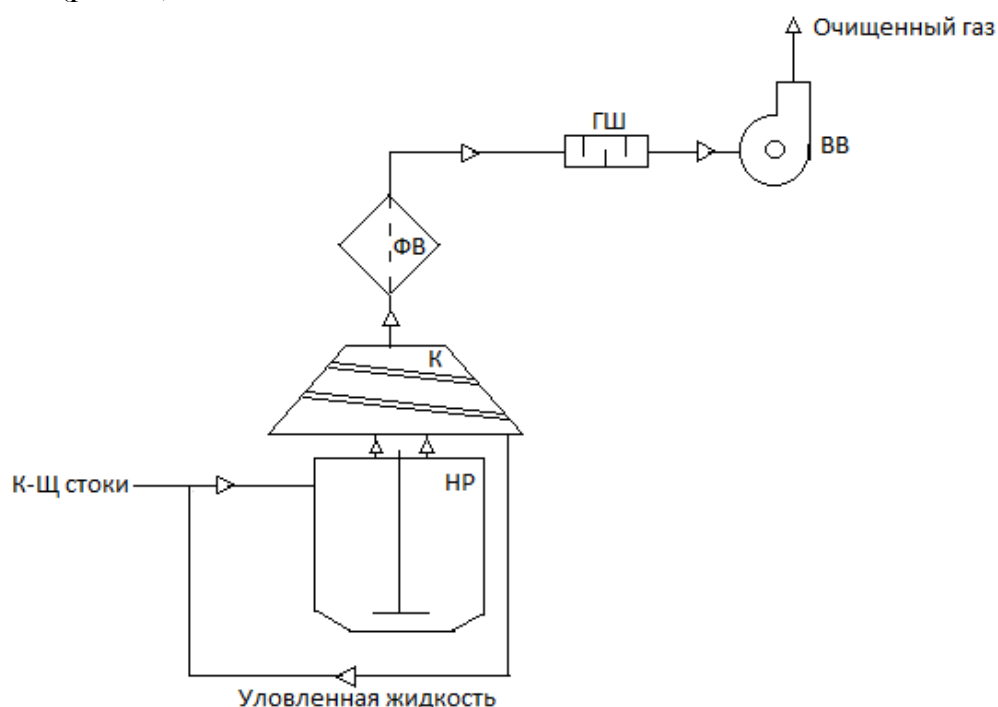 Очищенный газ
ГШ
ВВ
ФВ
К
К-Щ стоки
НР
Уловленная жидкость